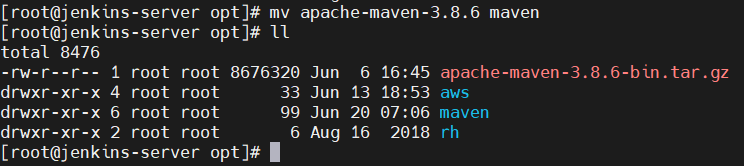 [root@jenkins-server opt]# mv apache-maven-3.8.6 maven
[root@jenkins-server opt]# ll
total 8476
-rw-r--r-- 1 root root 8676320 Jun  6 16:45 apache-maven-3.8.6-bin.tar.gz
drwxr-xr-x 4 root root      33 Jun 13 18:53 aws
drwxr-xr-x 6 root root      99 Jun 20 07:06 maven
drwxr-xr-x 2 root root       6 Aug 16  2018 rh
[root@jenkins-server opt]#